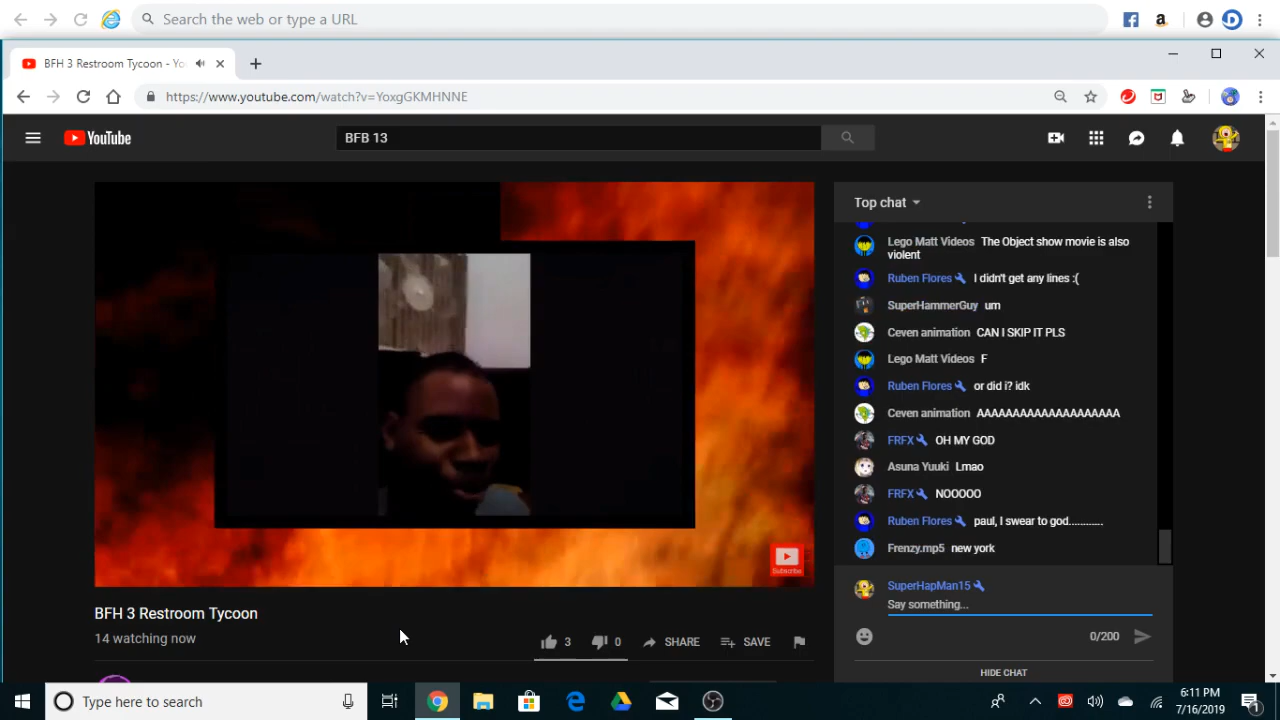 Search the web or type a URL
BFH 3 Restroom Tycoon - Yo
https://www.youtube.com/watch?v=YoxgGKMHNNE
YouTube
BFB 13
Top chat
Lego Matt Videos The Object show movie is also
violent
Ruben Flores I didn't get any lines :(
SuperHammerGuy um
Ceven animation CAN I SKIP IT PLS
Lego Matt Videos F
Ruben Flores or did i? idk
Ceven animation AAAAAAAAAAAAAAAAAAAA
FRFX OH MY GOD
Asuna Yuuki Lmao
FRFX NOOOOO
Ruben Flores paul, I swear to god............
Frenzy.mp5 new york
Subscribe
SuperHapMan15
Say something...
0/200
HIDE CHAT
BFH 3 Restroom Tycoon
14 watching now
3 0 SHARE SAVE
Type here to search
6:11 PM
7/16/2019
1